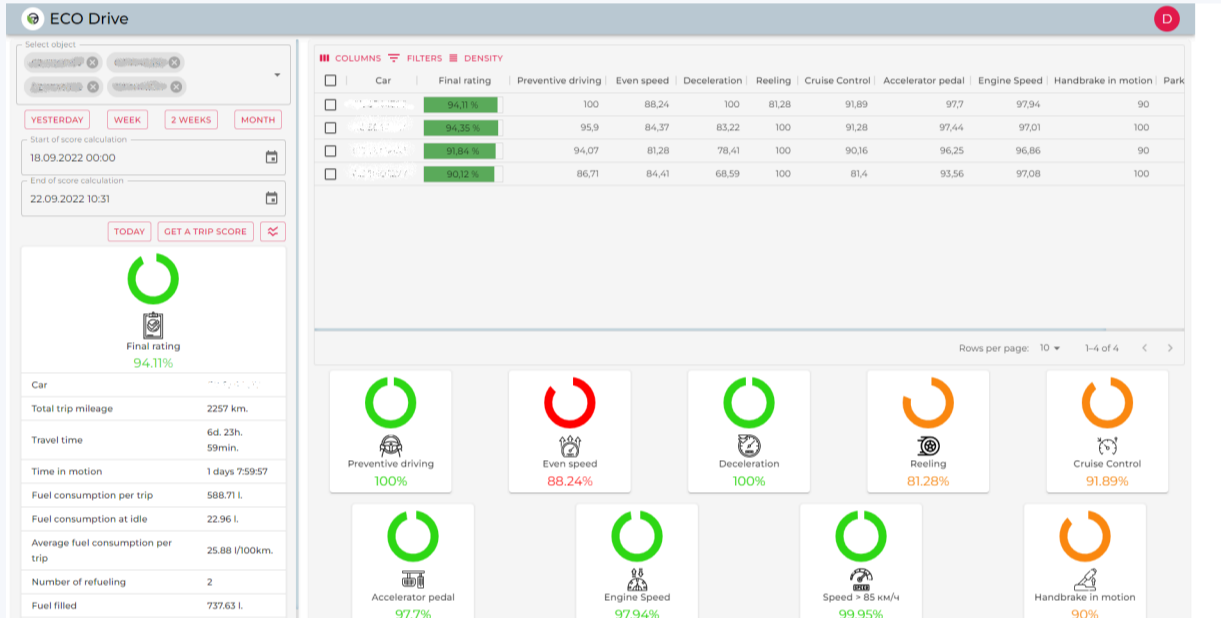 ECO Drive
D
Select object
YESTERDAY WEEK 2 WEEKS MONTH
Start of score calculation
18.09.2022 00:00
End of score calculation
22.09.2022 10:31
TODAY GET A TRIP SCORE
Final rating
94.11%
Car
Total trip mileage 2257 km.
Travel time 6d. 23h. 59min.
Time in motion 1 days 7:59:57
Fuel consumption per trip 588.71 l.
Fuel consumption at idle 22.96 l.
Average fuel consumption per trip 25.88 l/100km.
Number of refueling 2
Fuel filled 737.63 l.
COLUMNS FILTERS DENSITY
Car Final rating Preventive driving Even speed Deceleration Reeling Cruise Control Accelerator pedal Engine Speed Handbrake in motion Park
94,11 % 100 88,24 100 81,28 91,89 97,7 97,94 90
94,35 % 95,9 84,37 83,22 100 91,28 97,44 97,01 100
91,84 % 94,07 81,28 78,41 100 90,16 96,25 96,86 90
90,12 % 86,71 84,41 68,59 100 81,4 93,56 97,08 100
Rows per page: 10 1–4 of 4
Preventive driving
100%
Even speed
88.24%
Deceleration
100%
Reeling
81.28%
Cruise Control
91.89%
Accelerator pedal
97.7%
Engine Speed
97.94%
Speed > 85 км/ч
99.95%
Handbrake in motion
90%